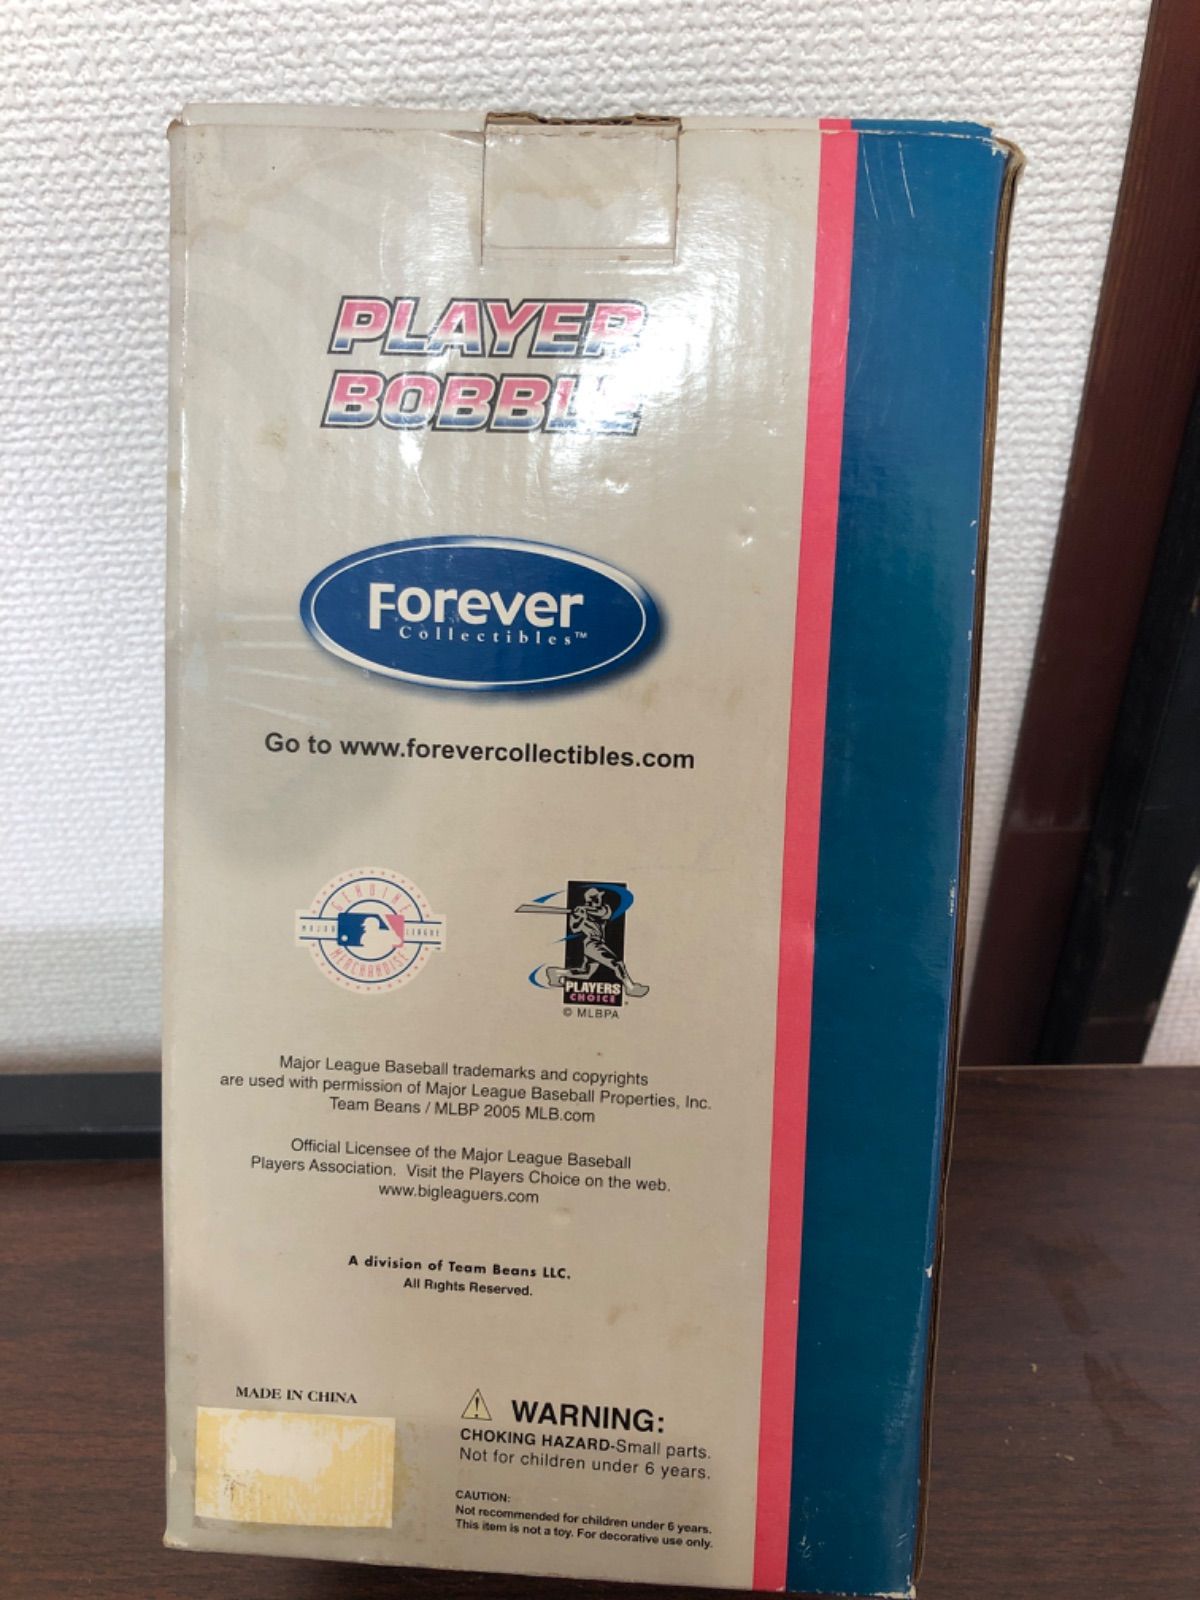 PLAYER
BOBBLE
Forever
Collectibles™
Go to www.forevercollectibles.com
GENUINE
MAJOR LEAGUE
MERCHANDISE
PLAYERS
CHOICE
© MLBPA
Major League Baseball trademarks and copyrights
are used with permission of Major League Baseball Properties, Inc.
Team Beans / MLBP 2005 MLB.com
Official Licensee of the Major League Baseball
Players Association. Visit the Players Choice on the web.
www.bigleaguers.com
A division of Team Beans LLC.
All Rights Reserved.
MADE IN CHINA
WARNING:
CHOKING HAZARD-Small parts.
Not for children under 6 years.
CAUTION:
Not recommended for children under 6 years.
This item is not a toy. For decorative use only.